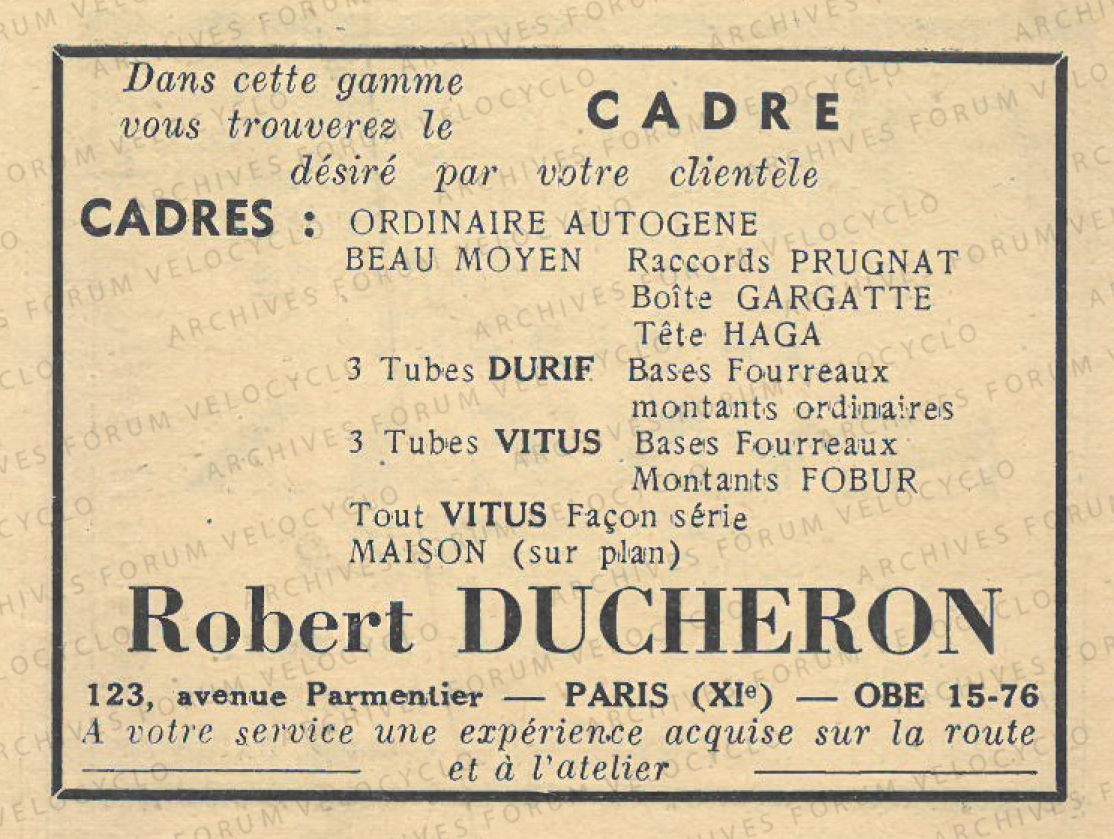 Dans cette gamme
vous trouverez le CADRE
désiré par votre clientèle
CADRES : ORDINAIRE AUTOGENE
BEAU MOYEN Raccords PRUGNAT
Boîte GARGATTE
Tête HAGA
3 Tubes DURIF Bases Fourreaux
montants ordinaires
3 Tubes VITUS Bases Fourreaux
Montants FOBUR
Tout VITUS Façon série
MAISON (sur plan)
Robert DUCHERON
123, avenue Parmentier — PARIS (XIe) — OBE 15-76
A votre service une expérience acquise sur la route
et à l'atelier
ARCHIVES FORUM VELOCYCLO